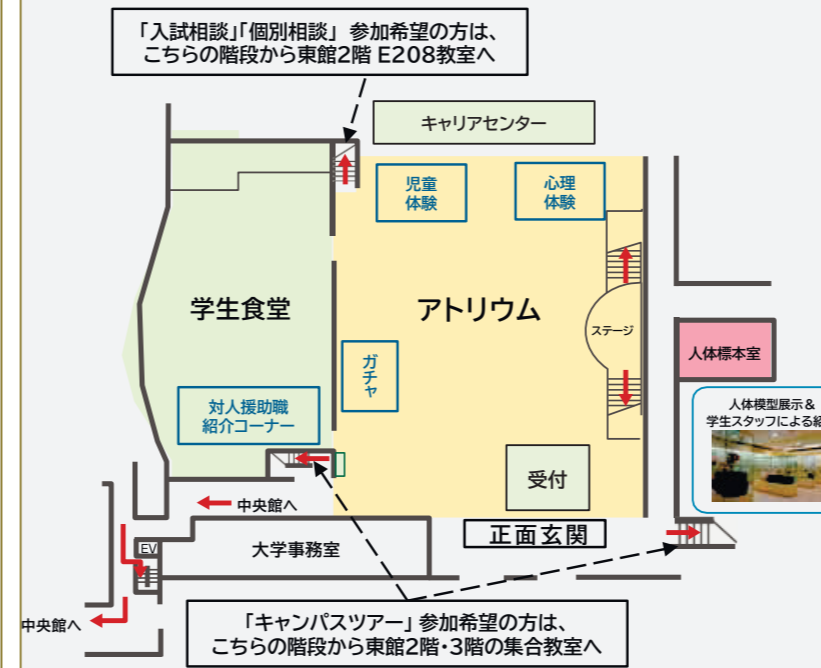 「入試相談」「個別相談」 参加希望の方は、
こちらの階段から東館2階 E208教室へ
キャリアセンター
児童
体験
心理
体験
学生食堂
アトリウム
ステージ
人体標本室
ガチャ
対人援助職
紹介コーナー
人体模型展示＆
学生スタッフによる紹
受付
中央館へ
正面玄関
EV
大学事務室
中央館へ
「キャンパスツアー」 参加希望の方は、
こちらの階段から東館2階・3階の集合教室へ